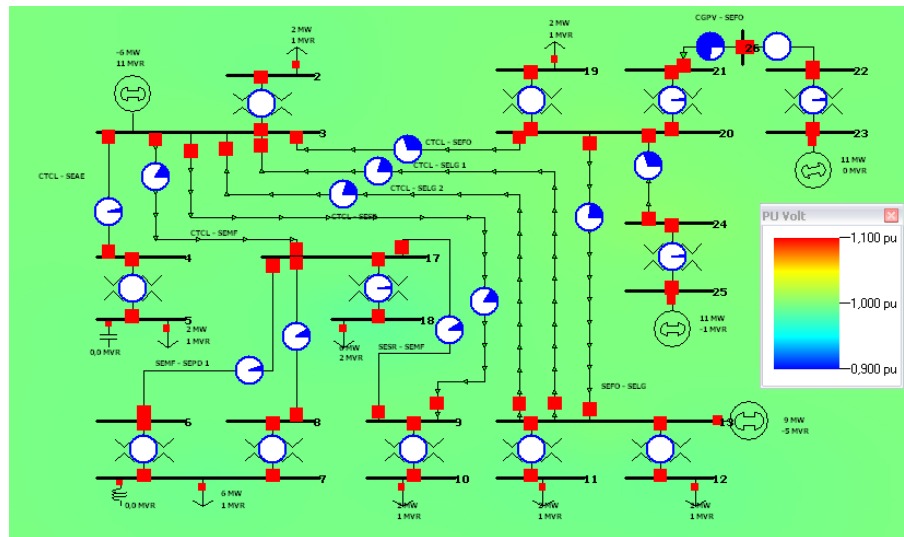 CGPV - SEFO
2 MW
1 MVR
2 MW
1 MVR
-6 MW
11 MVR
2
19
21
26
22
3
20
23
CTCL - SEFO
CTCL - SELG 1
CTCL - SELG 2
CTCL - SEAE
CTCL - SEMF
11 MW
0 MVR
PU Volt
1,100 pu
1,000 pu
0,900 pu
4
17
24
25
5
18
0,0 MVR
2 MW
1 MVR
6 MW
2 MVR
11 MW
-1 MVR
SEMF - SEPD 1
SESR - SEMF
SEFO - SELG
6
8
9
13
9 MW
-5 MVR
7
10
11
12
0,0 MVR
6 MW
1 MVR
2 MW
1 MVR
2 MW
1 MVR
2 MW
1 MVR